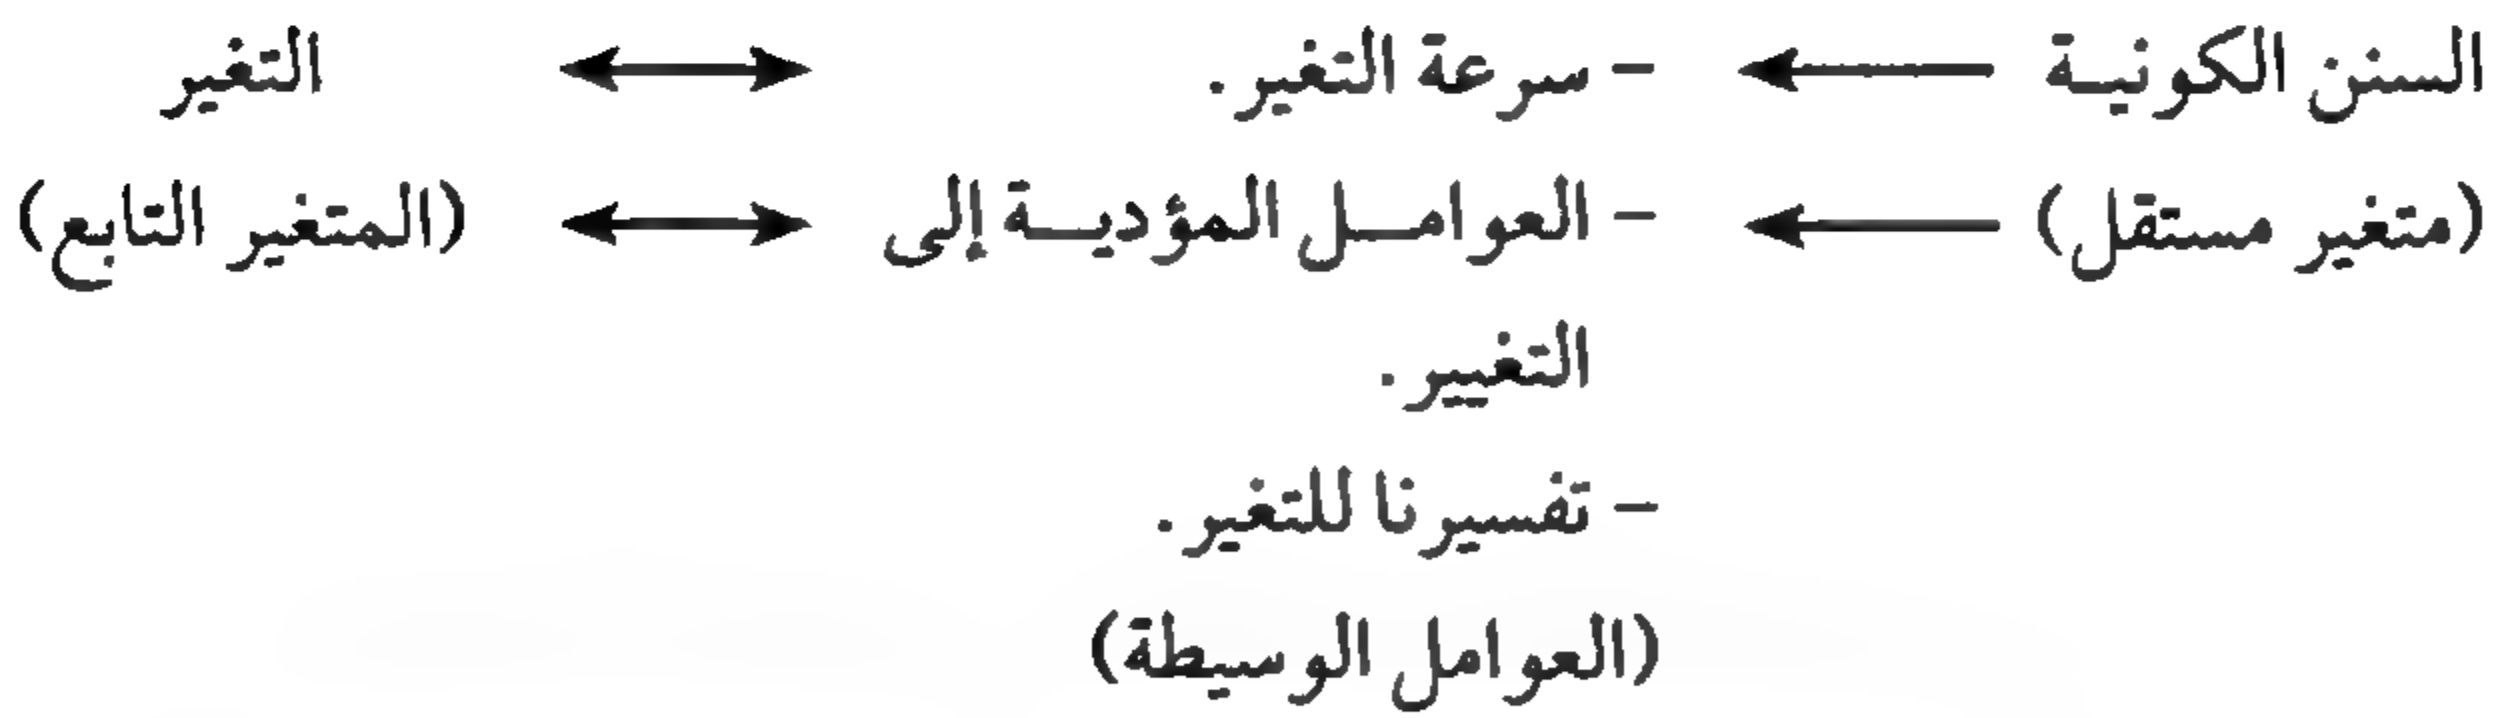 السنن الكونية ← - سرعة التغير. ↔ التغير
(متغير مستقل) ← - العوامل المؤدية إلى ↔ (المتغير التابع)
التغيير.
- تفسيرنا للتغير.
(العوامل الوسيطة)